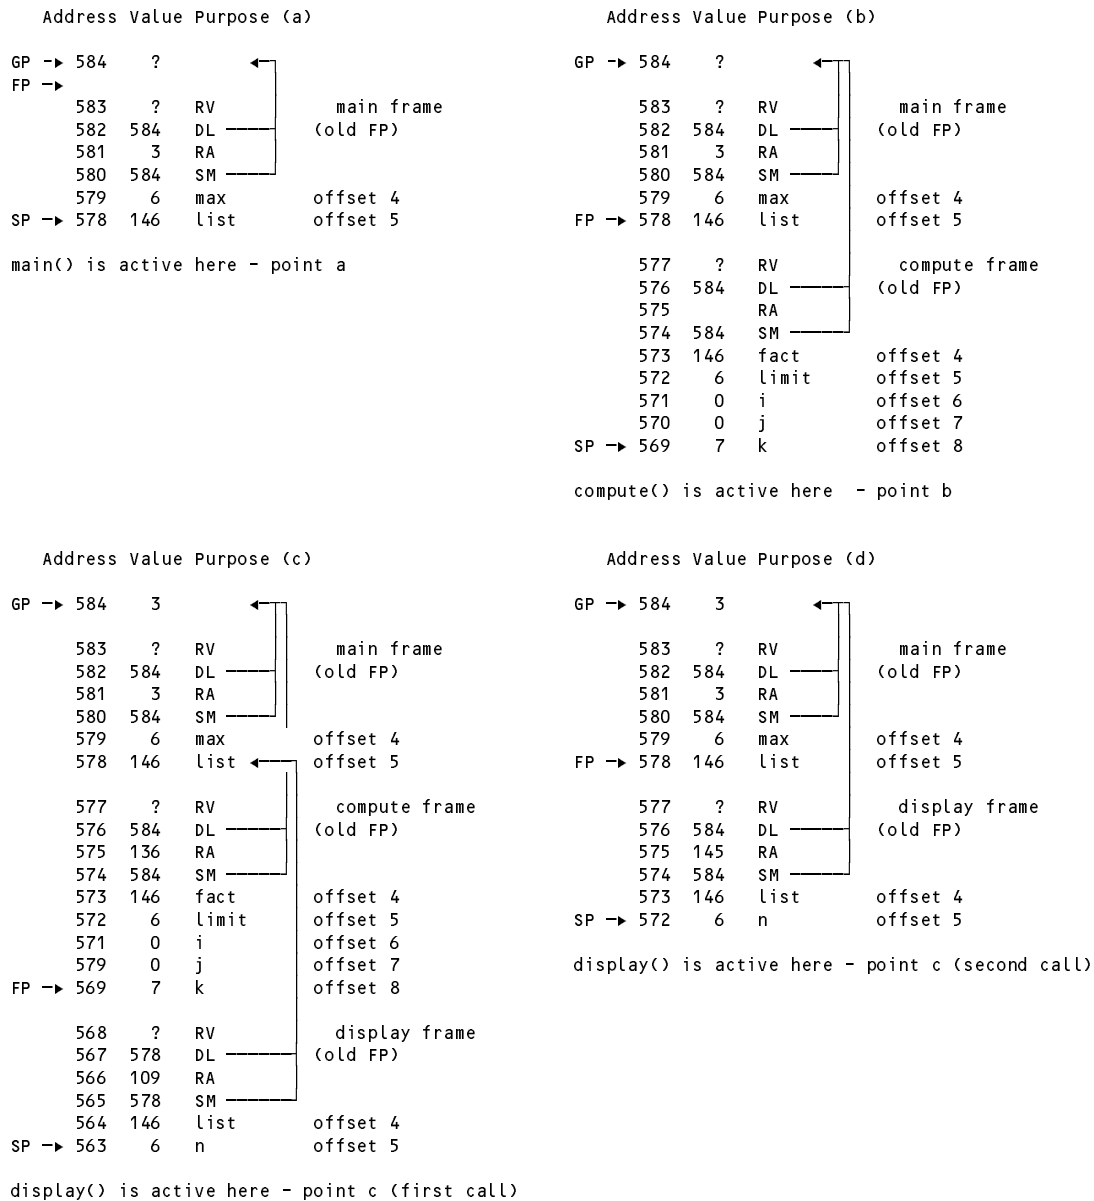 Address Value Purpose (a)
GP → 584 ?
FP →
583 ? RV main frame
582 584 DL (old FP)
581 3 RA
580 584 SM
579 6 max offset 4
SP → 578 146 list offset 5
main() is active here - point a
Address Value Purpose (b)
GP → 584 ?
583 ? RV main frame
582 584 DL (old FP)
581 3 RA
580 584 SM
579 6 max offset 4
FP → 578 146 list offset 5
577 ? RV compute frame
576 584 DL (old FP)
575 RA
574 584 SM
573 146 fact offset 4
572 6 limit offset 5
571 0 i offset 6
570 0 j offset 7
SP → 569 7 k offset 8
compute() is active here - point b
Address Value Purpose (c)
GP → 584 3
583 ? RV main frame
582 584 DL (old FP)
581 3 RA
580 584 SM
579 6 max offset 4
578 146 list offset 5
577 ? RV compute frame
576 584 DL (old FP)
575 136 RA
574 584 SM
573 146 fact offset 4
572 6 limit offset 5
571 0 i offset 6
579 0 j offset 7
FP → 569 7 k offset 8
568 ? RV display frame
567 578 DL (old FP)
566 109 RA
565 578 SM
564 146 list offset 4
SP → 563 6 n offset 5
display() is active here - point c (first call)
Address Value Purpose (d)
GP → 584 3
583 ? RV main frame
582 584 DL (old FP)
581 3 RA
580 584 SM
579 6 max offset 4
FP → 578 146 list offset 5
577 ? RV display frame
576 584 DL (old FP)
575 145 RA
574 584 SM
573 146 list offset 4
SP → 572 6 n offset 5
display() is active here - point c (second call)